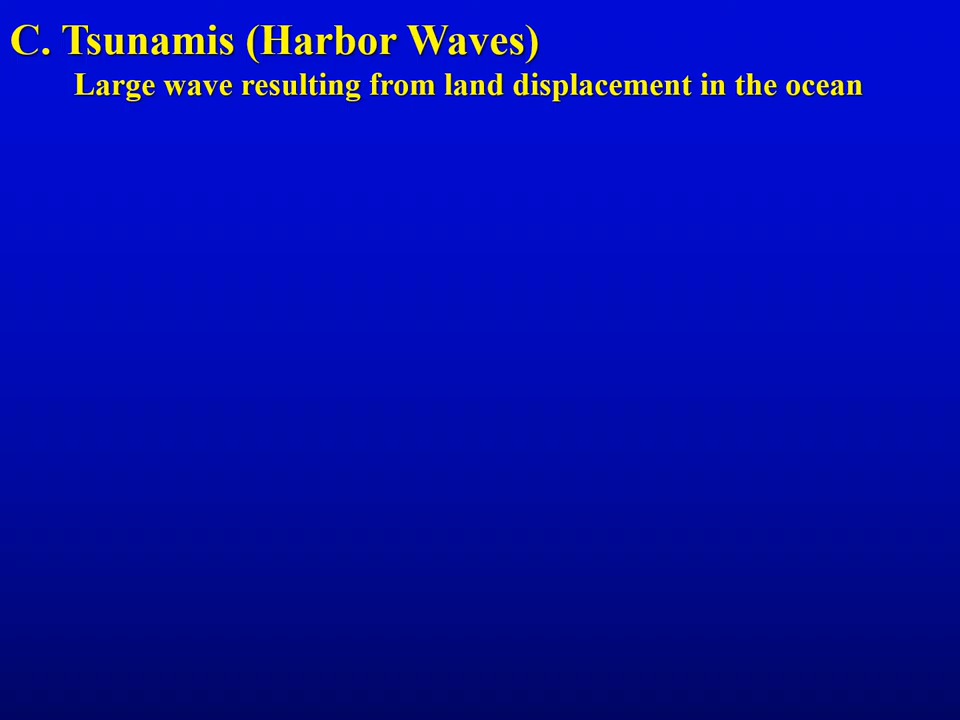 C. Tsunamis (Harbor Waves)
Large wave resulting from land displacement in the ocean